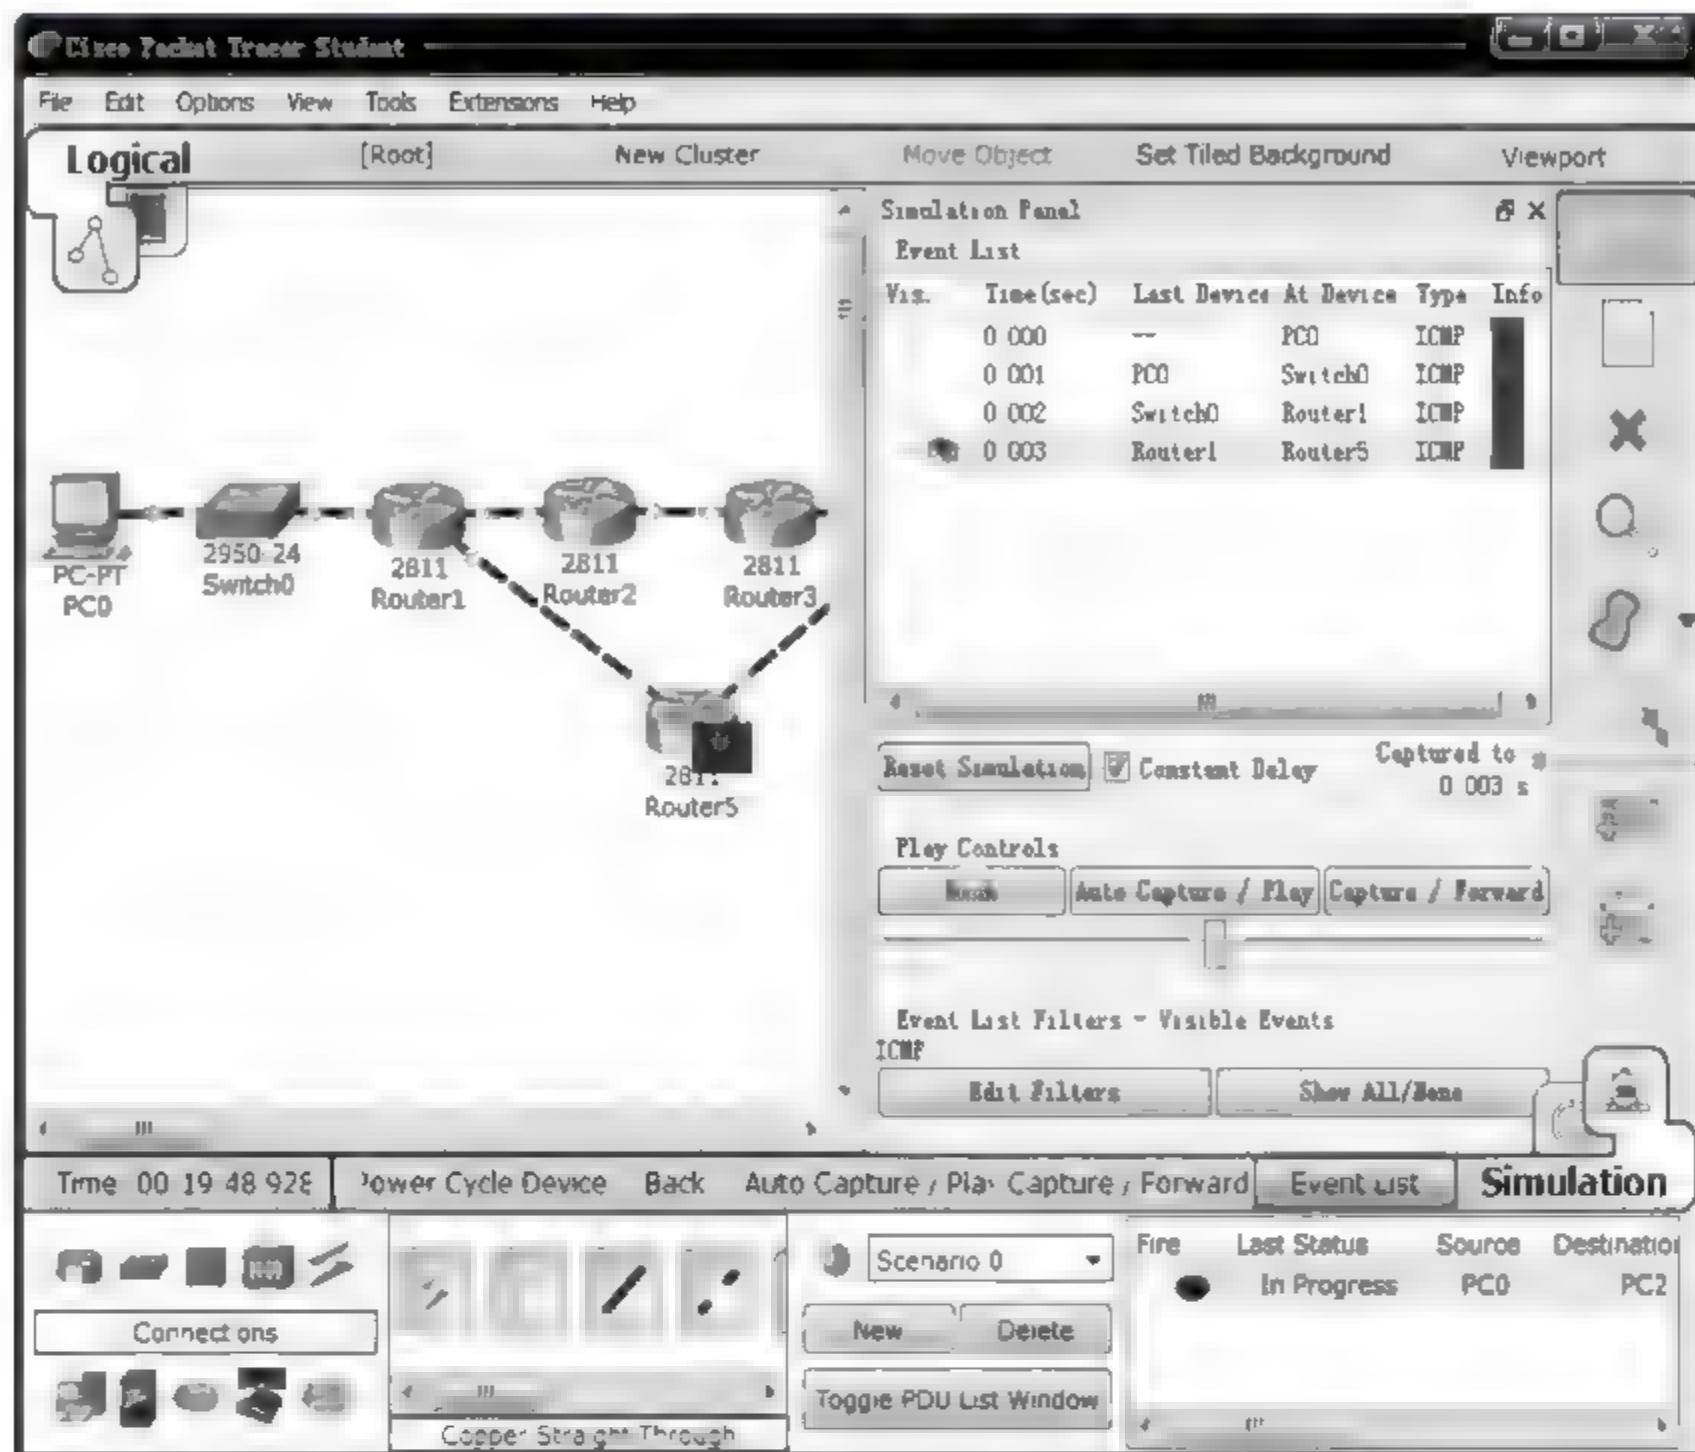 Cisco Packet Tracer Student
File Edit Options View Tools Extensions Help
Logical [Root] New Cluster Move Object Set Tiled Background Viewport
Simulation Panel
Event List
Vis. Time(sec) Last Device At Device Type Info
0 000 -- PC0 ICMP
0 001 PC0 Switch0 ICMP
0 002 Switch0 Router1 ICMP
0 003 Router1 Router5 ICMP
PC-PT
PC0
2950-24
Switch0
2811
Router1
2811
Router2
2811
Router3
2811
Router5
Reset Simulation Constant Delay Captured to
0 003 s
Play Controls
Auto Capture / Play Capture / Forward
Event List Filters - Visible Events
ICMP
Edit Filters Show All/None
Time 00 19 48 928 Power Cycle Device Back Auto Capture / Play Capture / Forward Event List Simulation
Connections
Copper Straight-Through
Scenario 0
New Delete
Toggle PDU List Window
Fire Last Status Source Destination
In Progress PC0 PC2